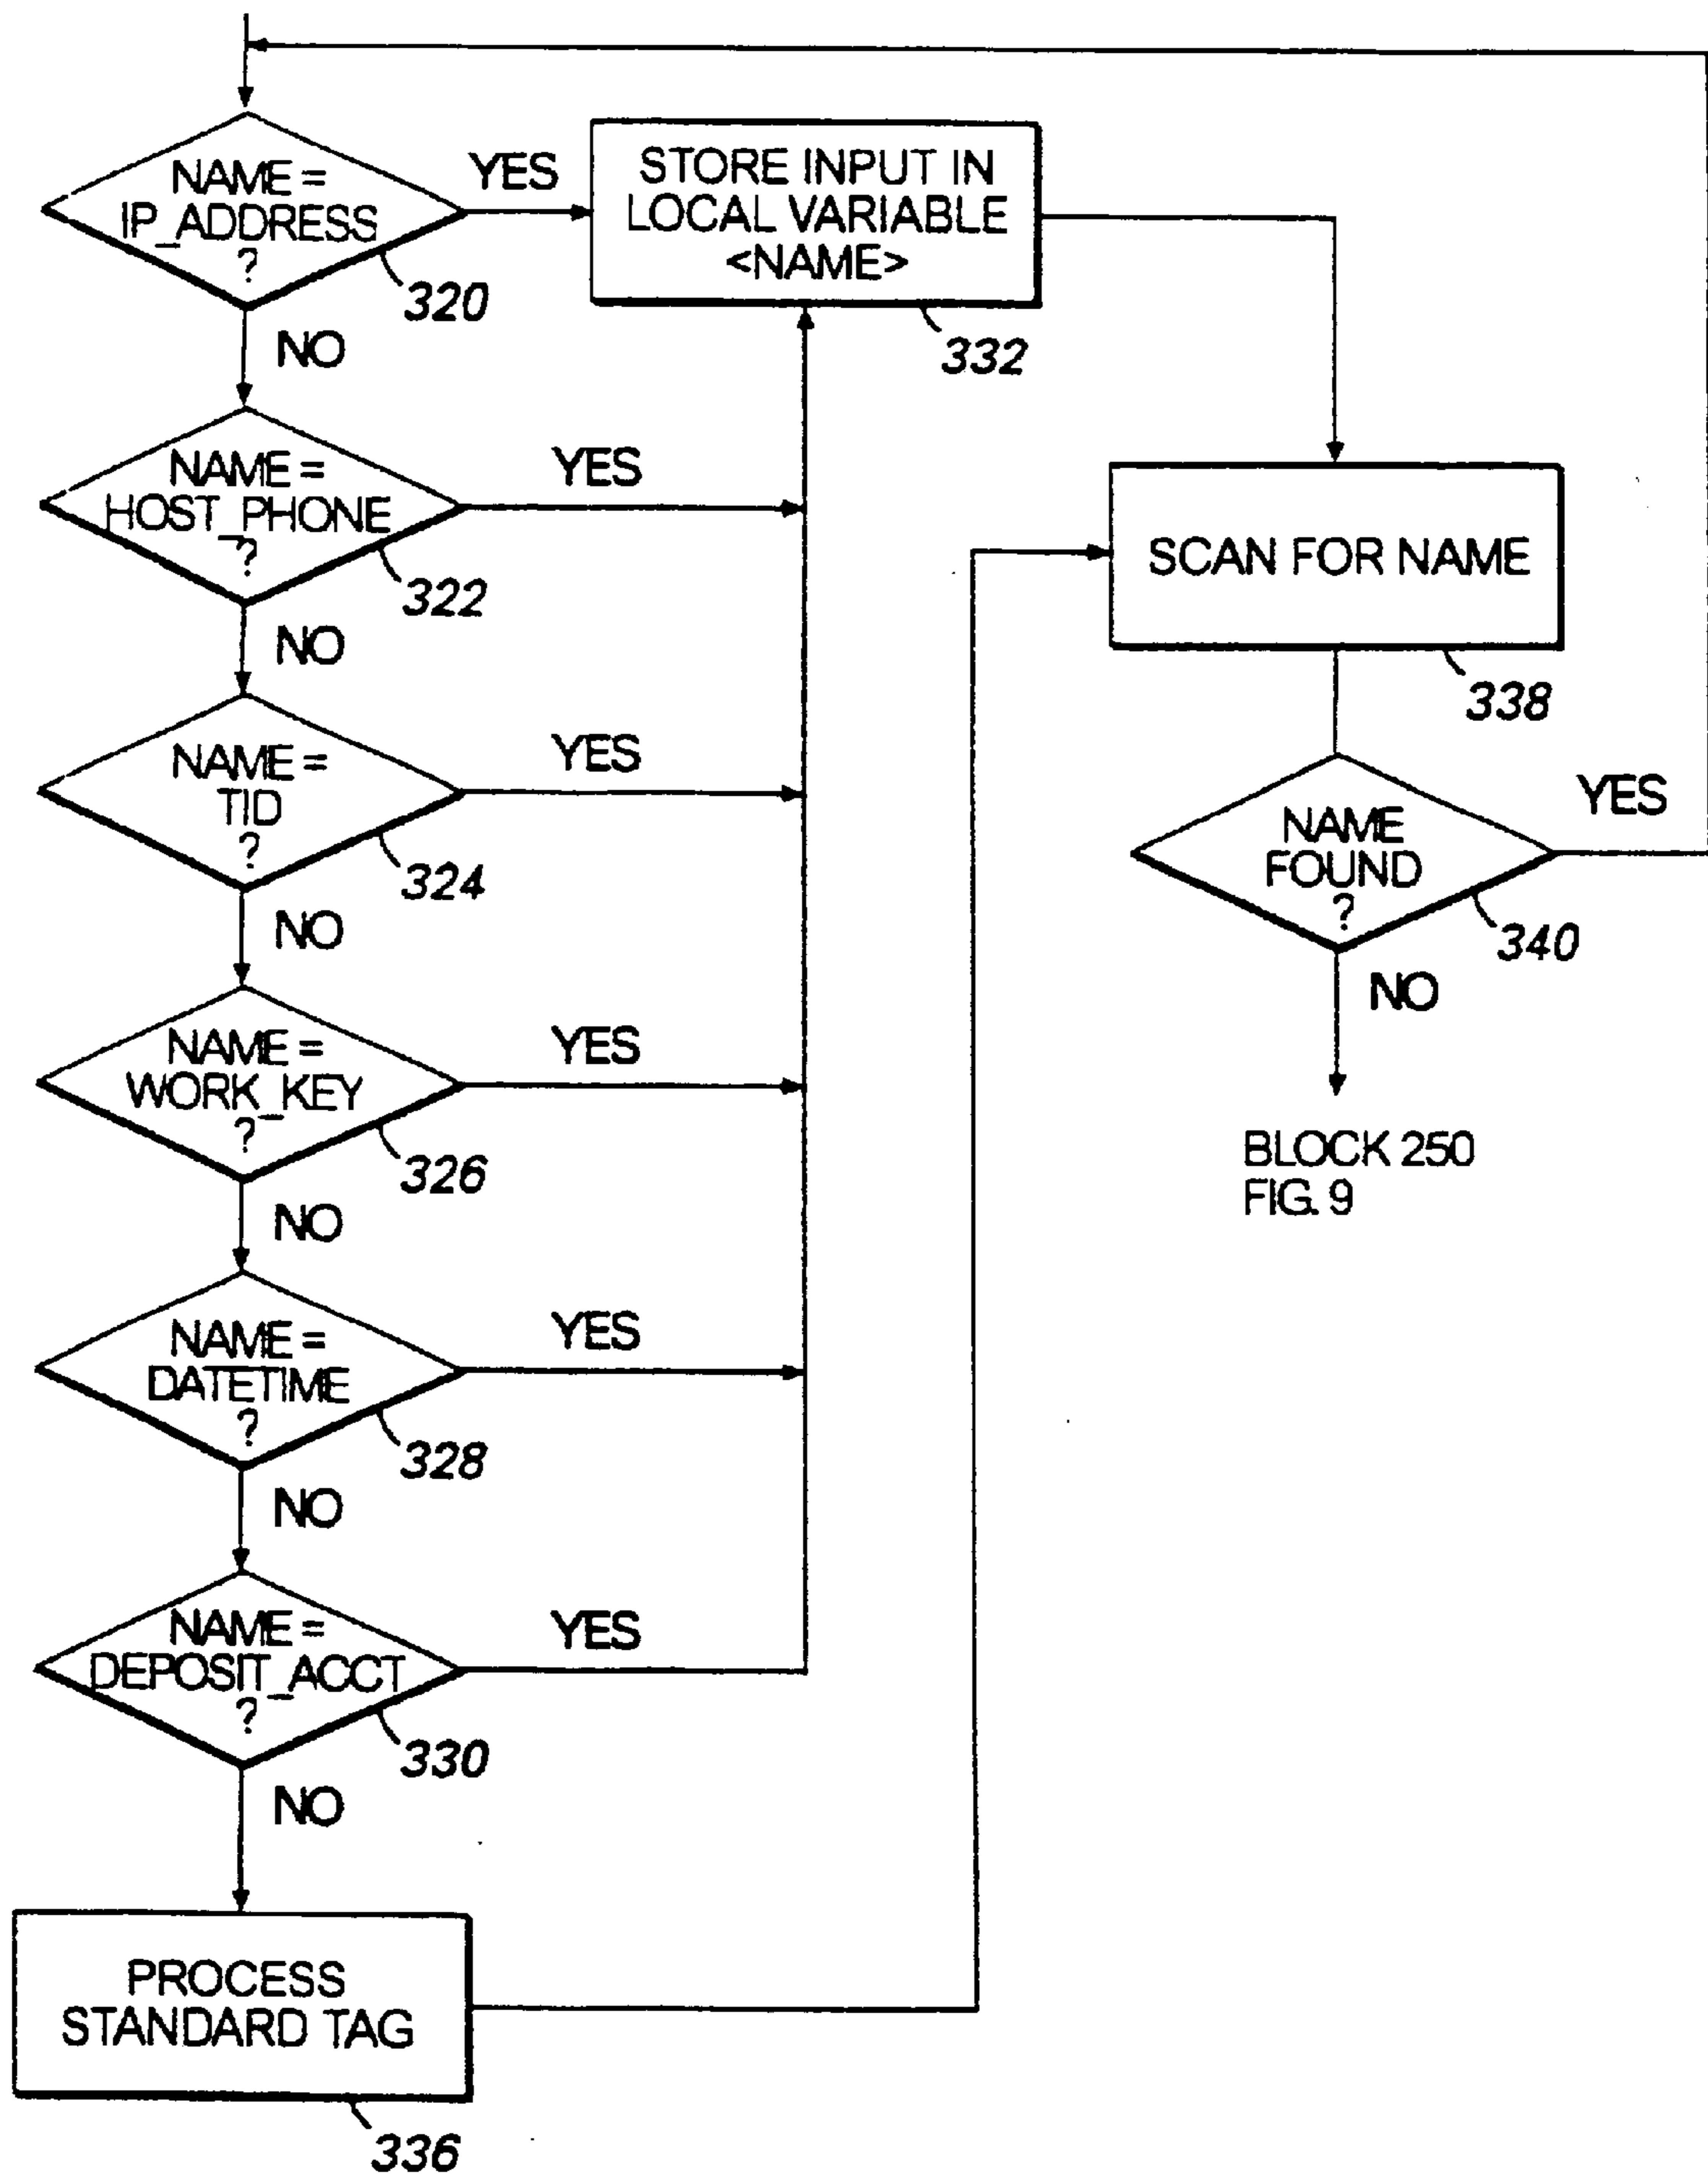 NAME =
IP_ADDRESS
?
YES
320
NO
STORE INPUT IN
LOCAL VARIABLE
<NAME>
332
NAME =
HOST_PHONE
?
YES
322
NO
NAME =
TID
?
YES
324
NO
NAME =
WORK_KEY
?
YES
326
NO
NAME =
DATETIME
?
YES
328
NO
NAME =
DEPOSIT_ACCT
?
YES
330
NO
PROCESS
STANDARD TAG
336
SCAN FOR NAME
338
NAME
FOUND
?
YES
340
NO
BLOCK 250
FIG. 9